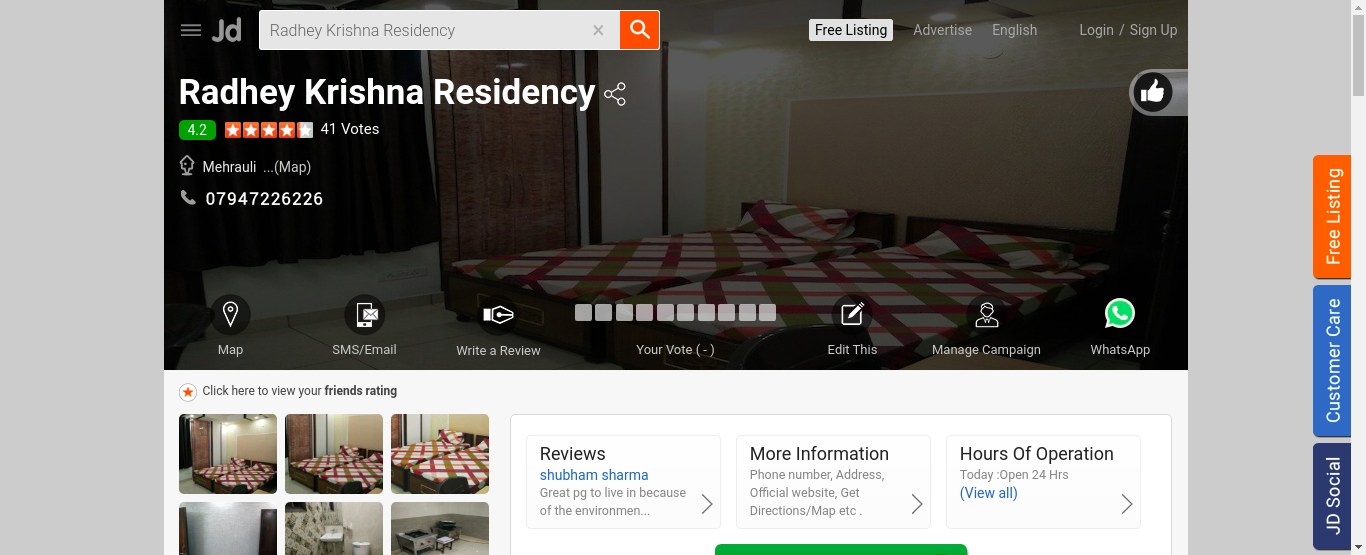 Jd
Radhey Krishna Residency ×
Free Listing
Advertise
English
Login / Sign Up
Radhey Krishna Residency
4.2
41 Votes
Mehrauli ...(Map)
07947226226
Map
SMS/Email
Write a Review
Your Vote ( - )
Edit This
Manage Campaign
WhatsApp
Click here to view your friends rating
Reviews
shubham sharma
Great pg to live in because
of the environmen...
More Information
Phone number, Address,
Official website, Get
Directions/Map etc .
Hours Of Operation
Today :Open 24 Hrs
(View all)
Free Listing
Customer Care
JD Social